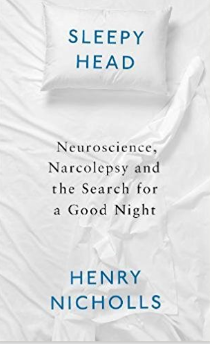 SLEEPY
HEAD
Neuroscience,
Narcolepsy and
the Search for
a Good Night
HENRY
NICHOLLS